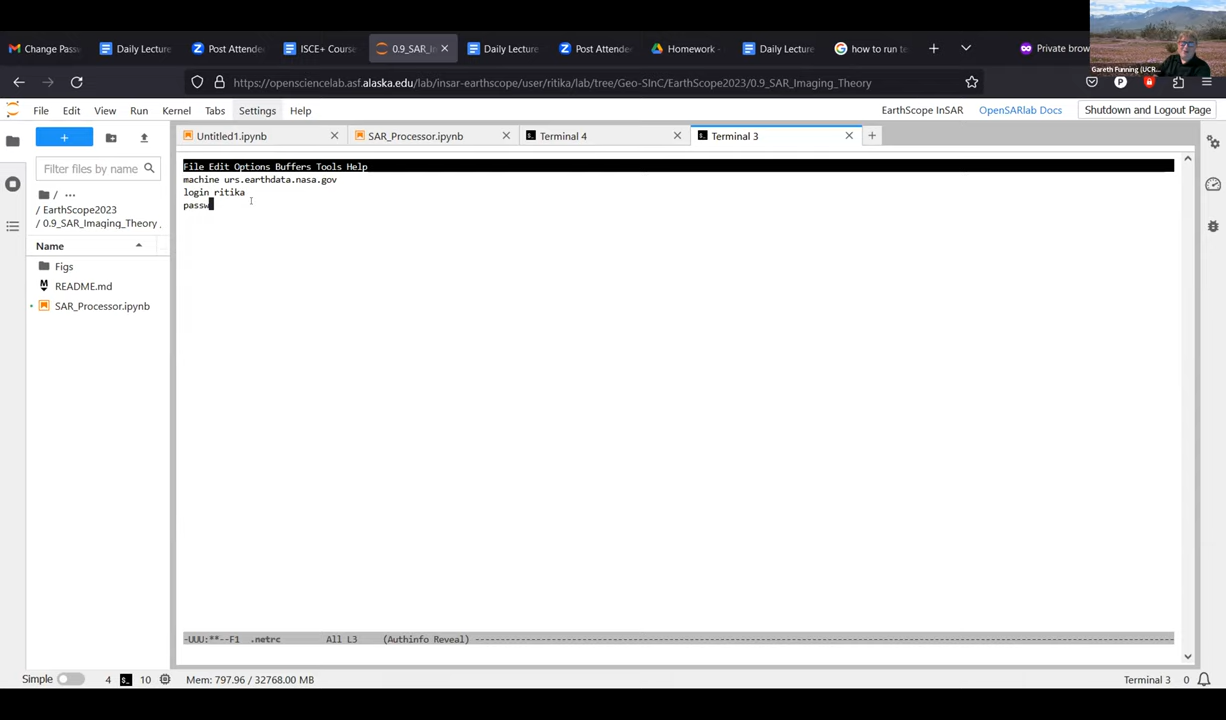 Change Pass
Daily Lecture
Post Attende
ISCE+ Cours
0.9_SAR_I
Daily Lecture
Post Attende
Homework -
Daily Lecture
how to run te
Private brow
Gareth Funning (UCR...
https://openscienceLab.asf.alaska.edu/lab/insar-earthscope/user/ritika/lab/tree/Geo-SInC/EarthScope2023/0.9_SAR_Imaging_Theory
File Edit View Run Kernel Tabs Settings Help
EarthScope InSAR
OpenSARlab Docs
Shutdown and Logout Page
Untitled1.ipynb
SAR_Processor.ipynb
Terminal 4
Terminal 3
Filter files by name
/ ...
/ EarthScope2023
/ 0.9_SAR_Imaging_Theory /
Name
Figs
README.md
SAR_Processor.ipynb
File Edit Options Buffers Tools Help
machine urs.earthdata.nasa.gov
login ritika
passw
-UUU:**--F1 .netrc All L3 (Authinfo Reveal)
Simple
4
10
Mem: 797.96 / 32768.00 MB
Terminal 3
0